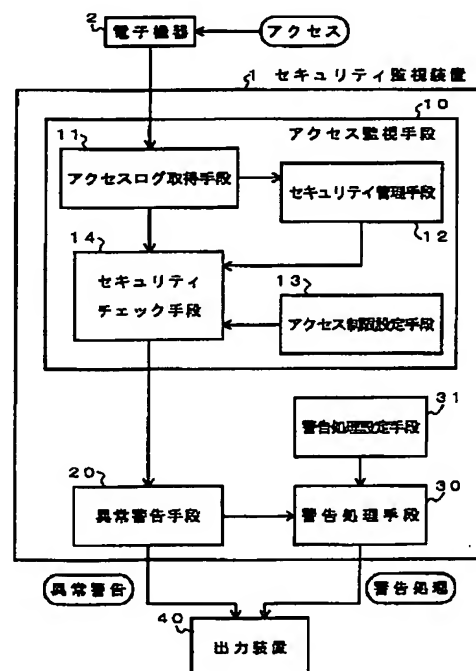 2
電子機器
アクセス
1 セキュリティ監視装置
10
アクセス監視手段
11
アクセスログ取得手段
セキュリテイ管理手段
12
14
セキュリティ
チェック手段
13
アクセス制限設定手段
31
警告処理設定手段
20
異常警告手段
30
警告処理手段
異常警告
警告処理
40
出力装置